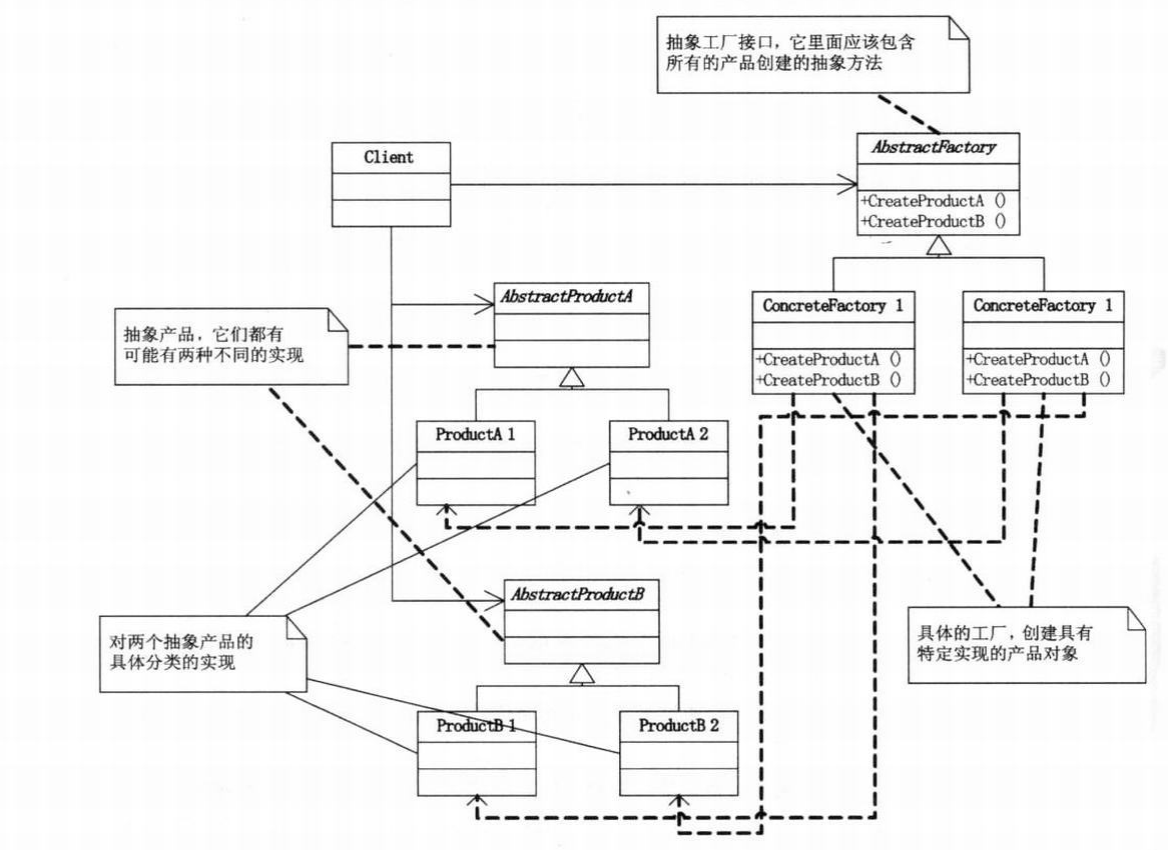 抽象工厂接口，它里面应该包含
所有的产品创建的抽象方法
Client
AbstractFactory
+CreateProductA ()
+CreateProductB ()
AbstractProductA
ConcreteFactory 1
+CreateProductA ()
+CreateProductB ()
ConcreteFactory 1
+CreateProductA ()
+CreateProductB ()
抽象产品，它们都有
可能有两种不同的实现
ProductA 1
ProductA 2
AbstractProductB
对两个抽象产品的
具体分类的实现
具体的工厂，创建具有
特定实现的产品对象
ProductB 1
ProductB 2